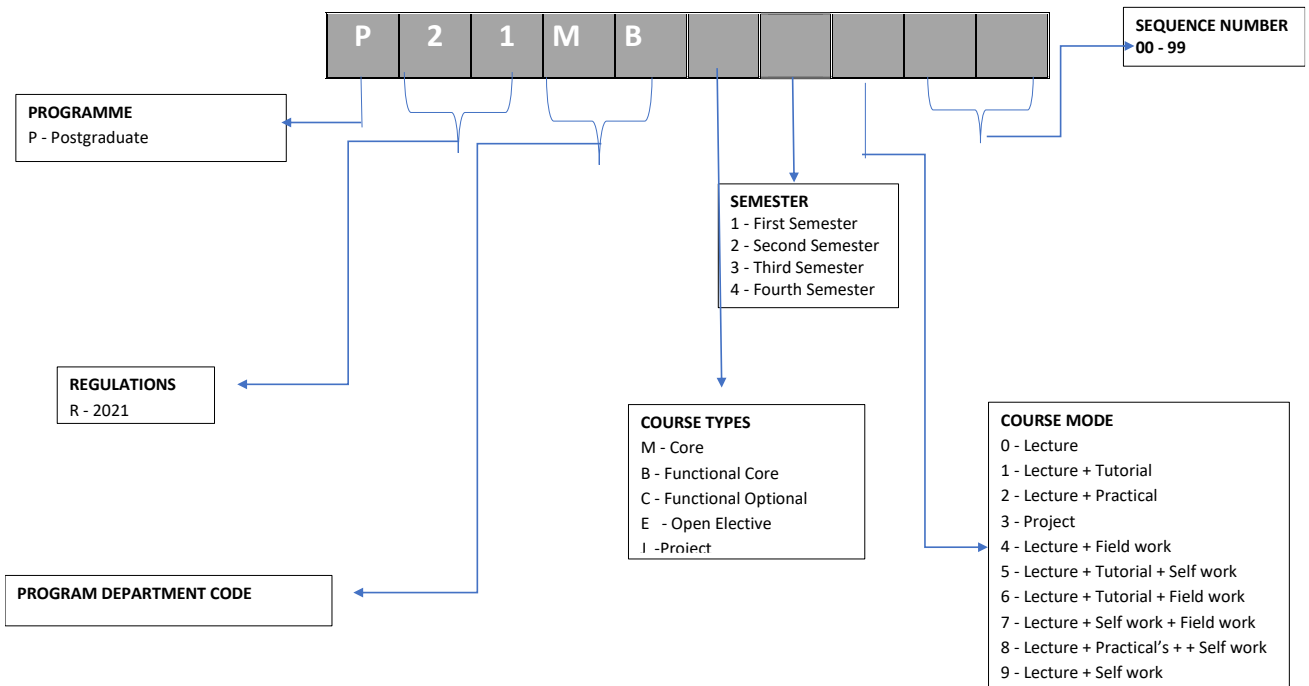 P 2 1 M B
SEQUENCE NUMBER
00 - 99
PROGRAMME
P - Postgraduate
SEMESTER
1 - First Semester
2 - Second Semester
3 - Third Semester
4 - Fourth Semester
REGULATIONS
R - 2021
COURSE TYPES
M - Core
B - Functional Core
C - Functional Optional
E - Open Elective
J -Project
COURSE MODE
0 - Lecture
1 - Lecture + Tutorial
2 - Lecture + Practical
3 - Project
4 - Lecture + Field work
5 - Lecture + Tutorial + Self work
6 - Lecture + Tutorial + Field work
7 - Lecture + Self work + Field work
8 - Lecture + Practical’s + + Self work
9 - Lecture + Self work
PROGRAM DEPARTMENT CODE